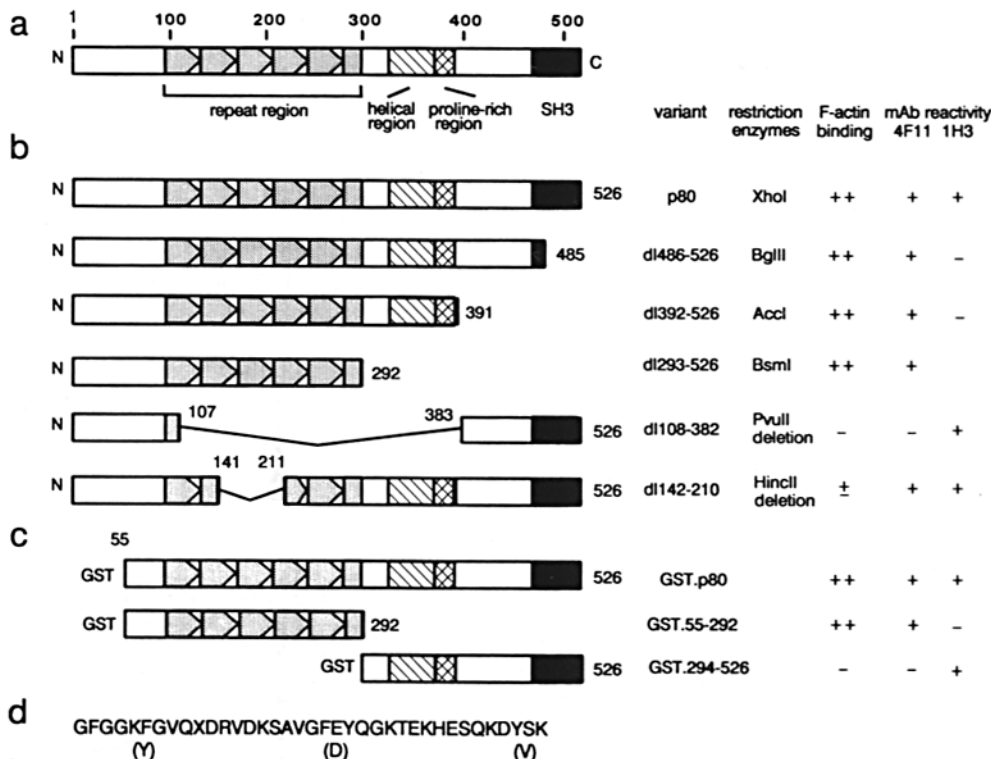 a
1 100 200 300 400 500
N C
repeat region helical region proline-rich region SH3
variant restriction enzymes F-actin binding mAb reactivity 4F11 1H3
b
N 526 p80 XhoI ++ + +
N 485 dl486-526 BglII ++ + –
N 391 dl392-526 AccI ++ + –
N 292 dl293-526 BsmI ++ +
N 107 383 526 dl108-382 PvuII deletion – – +
N 141 211 526 dl142-210 HincII deletion ± + +
c
55
GST 526 GST.p80 ++ + +
GST 292 GST.55-292 ++ + –
GST 526 GST.294-526 – – +
d
GFGGKFGVQXDRVDKSAVGFEYQGKTEKHESQKDYSK
(Y) (D) (V)